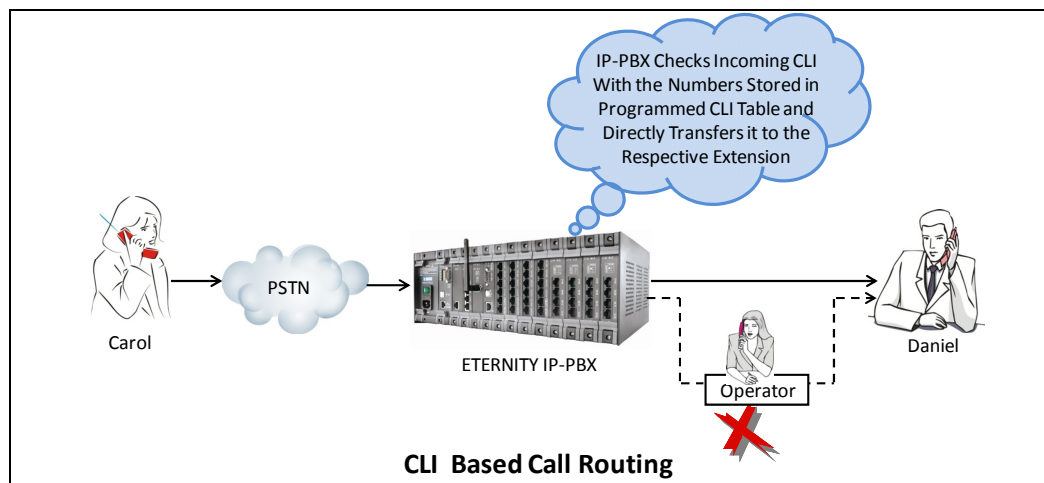 IP-PBX Checks Incoming CLI
With the Numbers Stored in
Programmed CLI Table and
Directly Transfers it to the
Respective Extension
PSTN
Carol
ETERNITY IP-PBX
Daniel
Operator
CLI Based Call Routing